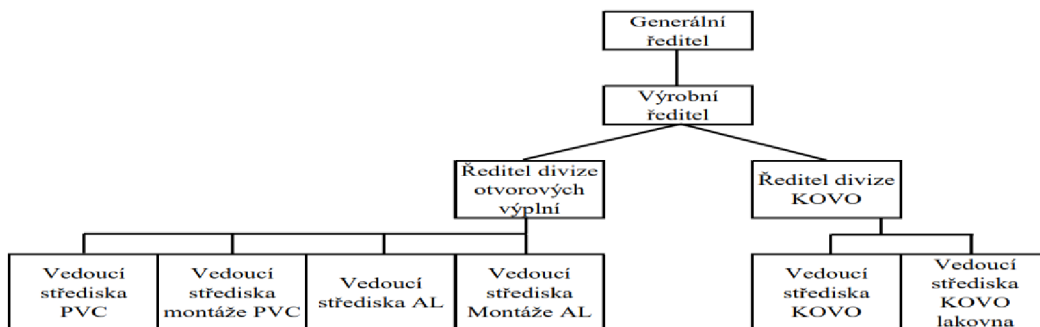 Generální
ředitel
Výrobní
ředitel
Ředitel divize
otvorových
výplní
Ředitel divize
KOVO
Vedoucí
střediska
PVC
Vedoucí
střediska
montáže PVC
Vedoucí
střediska AL
Vedoucí
střediska
Montáže AL
Vedoucí
střediska
KOVO
Vedoucí
střediska
KOVO
lakovna